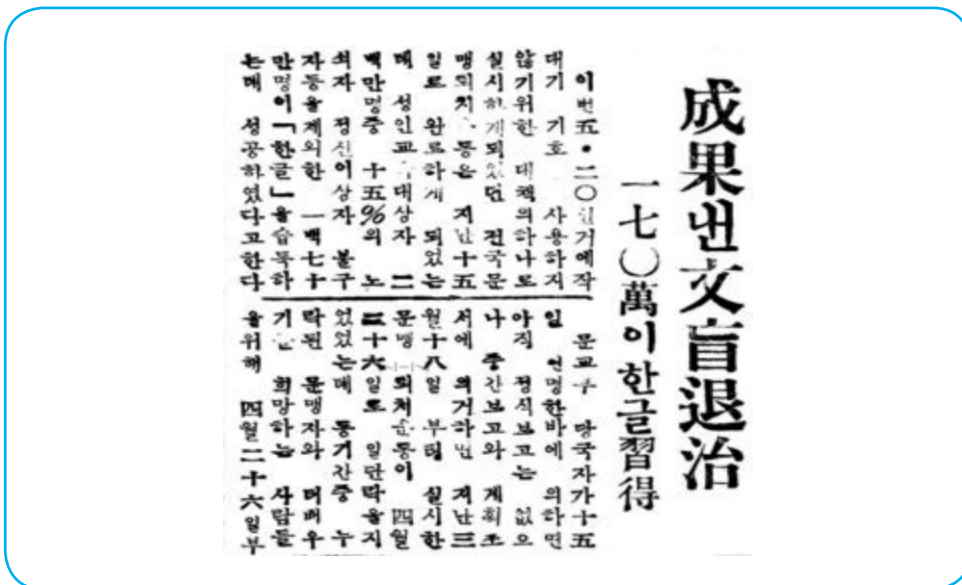 成果낸文盲退治
一七〇萬이한글習得
이번五・二〇선거에작
대기 기호 사용하지
않기위한 대책의하나로
실시하게되었던 전국문
맹퇴치운동은 지난十五
일로 완료하게 되었는
데 성인교육대상자 二
백만명중 十五%의 노
쇠자 정신이상자 불구
자등을제외한 一백七十
만명이「한글」을습득하
는데 성공하였다고한다
문교부 당국자가十五
일 언명한바에 의하면
아직 정식보고는 없으
나 중간보고와 계획조
서에 의거하면 지난三
월十八일 부터 실시한
문맹퇴처운동이 四월
二十六일로 일단락을지
었었는데 동기간중 누
락된 문맹자와 더배우
기를 희망하는 사람들
을위해 四월二十六일부